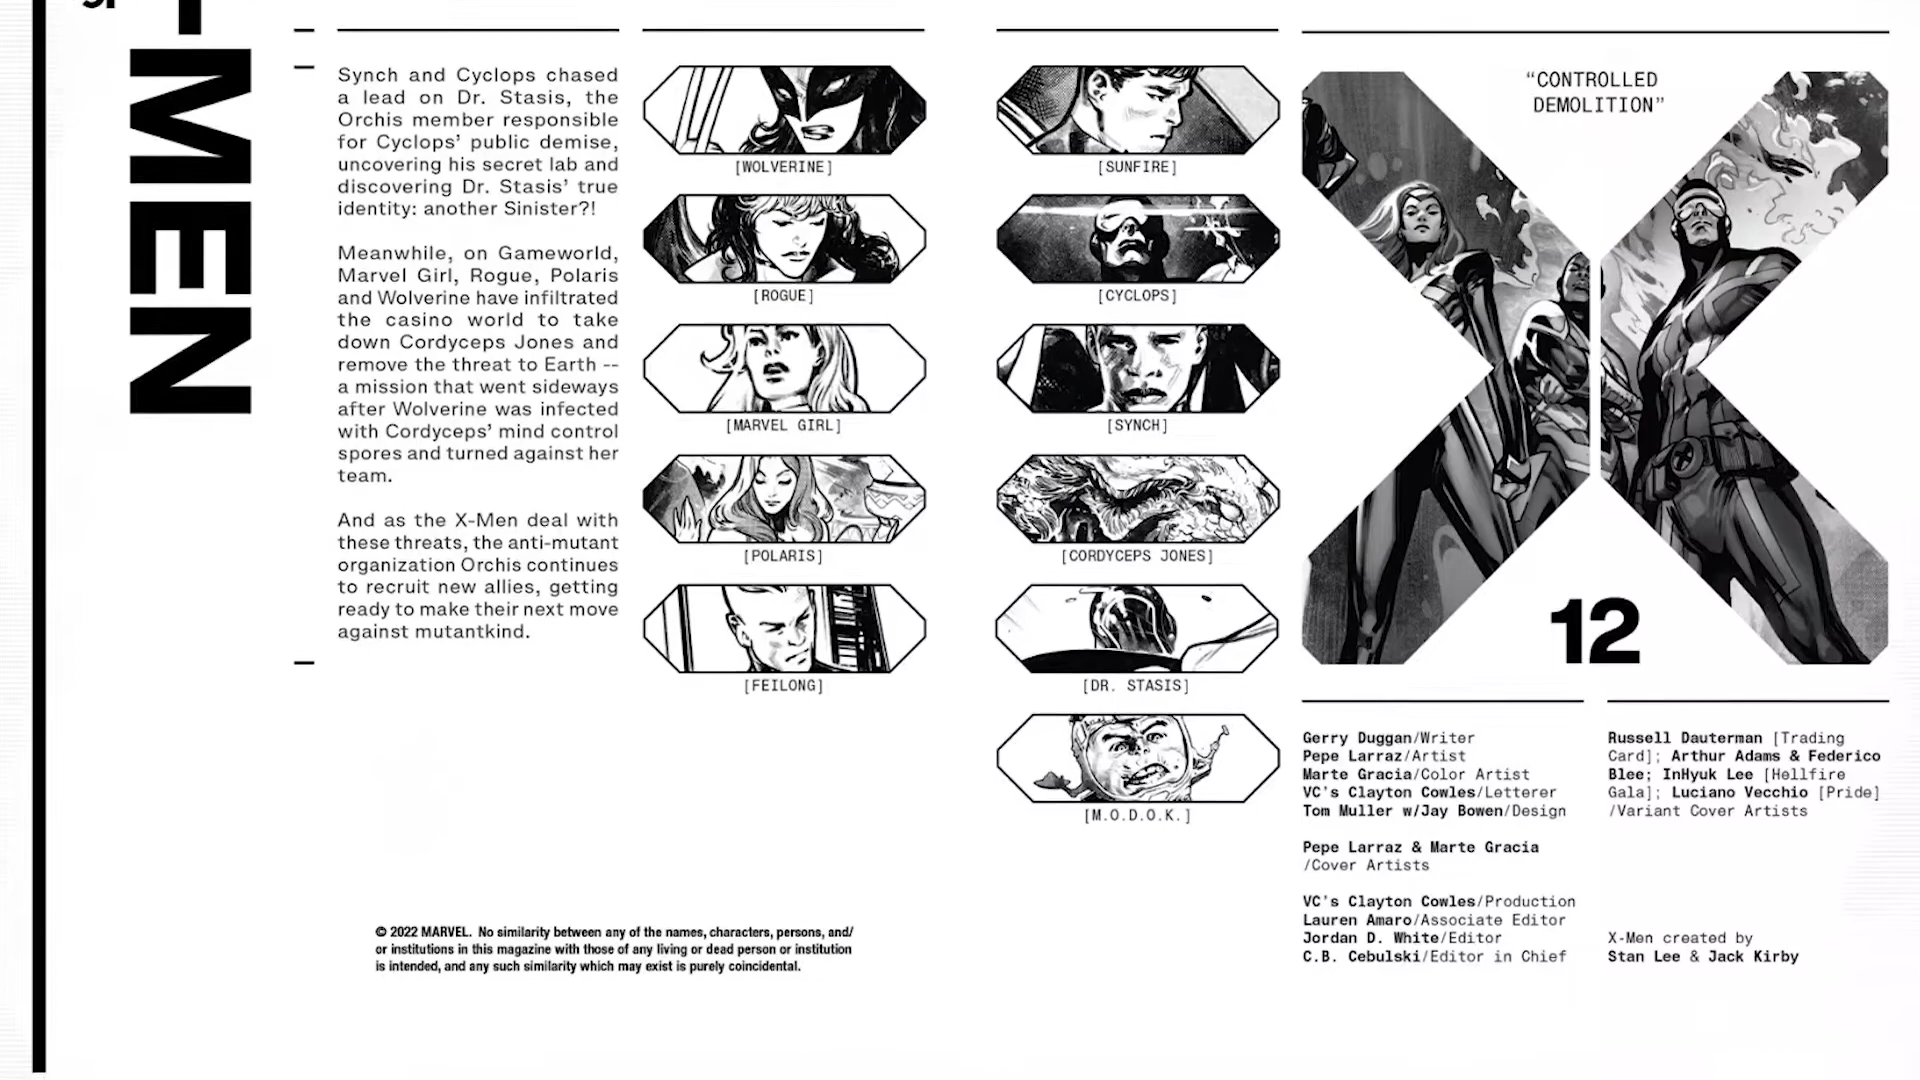 -MEN
Synch and Cyclops chased
a lead on Dr. Stasis, the
Orchis member responsible
for Cyclops’ public demise,
uncovering his secret lab and
discovering Dr. Stasis’ true
identity: another Sinister?!
Meanwhile, on Gameworld,
Marvel Girl, Rogue, Polaris
and Wolverine have infiltrated
the casino world to take
down Cordyceps Jones and
remove the threat to Earth --
a mission that went sideways
after Wolverine was infected
with Cordyceps’ mind control
spores and turned against her
team.
And as the X-Men deal with
these threats, the anti-mutant
organization Orchis continues
to recruit new allies, getting
ready to make their next move
against mutantkind.
[WOLVERINE]
[ROGUE]
[MARVEL GIRL]
[POLARIS]
[FEILONG]
[SUNFIRE]
[CYCLOPS]
[SYNCH]
[CORDYCEPS JONES]
[DR. STASIS]
[M.O.D.O.K.]
“CONTROLLED
DEMOLITION”
12
Gerry Duggan/Writer
Pepe Larraz/Artist
Marte Gracia/Color Artist
VC's Clayton Cowles/Letterer
Tom Muller w/Jay Bowen/Design
Pepe Larraz & Marte Gracia
/Cover Artists
VC's Clayton Cowles/Production
Lauren Amaro/Associate Editor
Jordan D. White/Editor
C.B. Cebulski/Editor in Chief
Russell Dauterman [Trading
Card]; Arthur Adams & Federico
Blee; InHyuk Lee [Hellfire
Gala]; Luciano Vecchio [Pride]
/Variant Cover Artists
X-Men created by
Stan Lee & Jack Kirby
© 2022 MARVEL. No similarity between any of the names, characters, persons, and/
or institutions in this magazine with those of any living or dead person or institution
is intended, and any such similarity which may exist is purely coincidental.